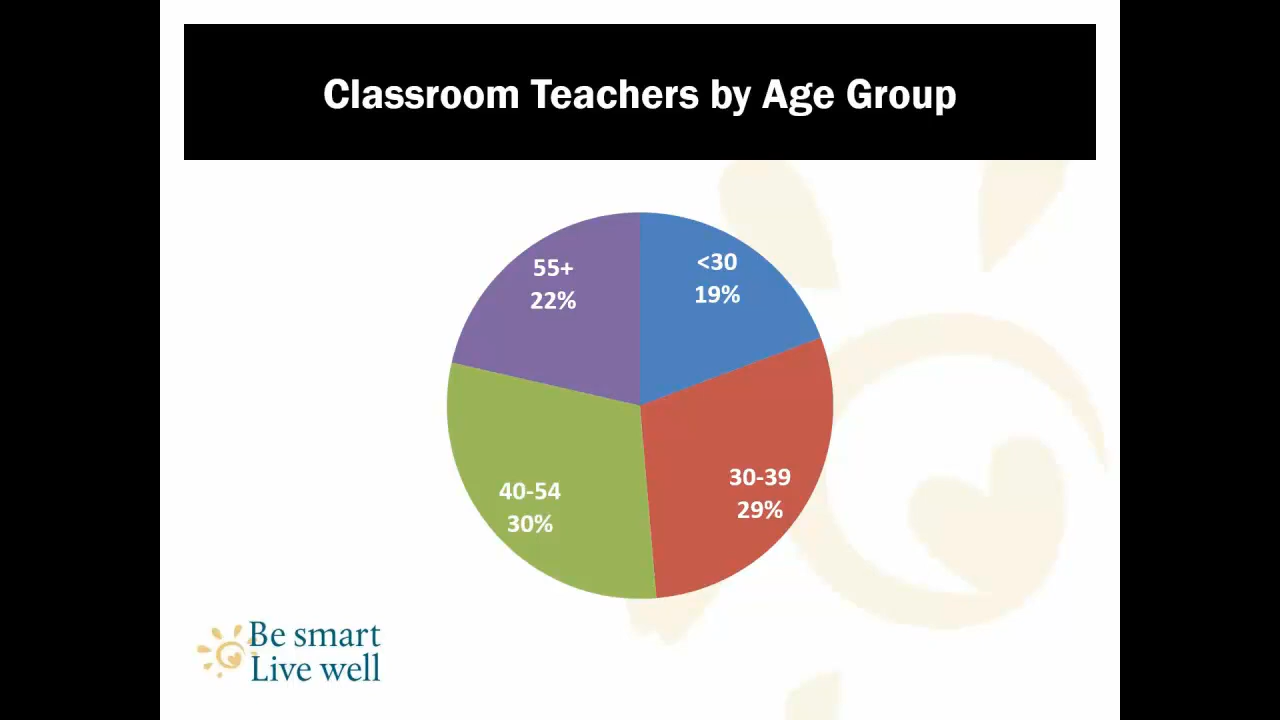 Classroom Teachers by Age Group
55+
22%
<30
19%
30-39
29%
40-54
30%
Be smart
Live well